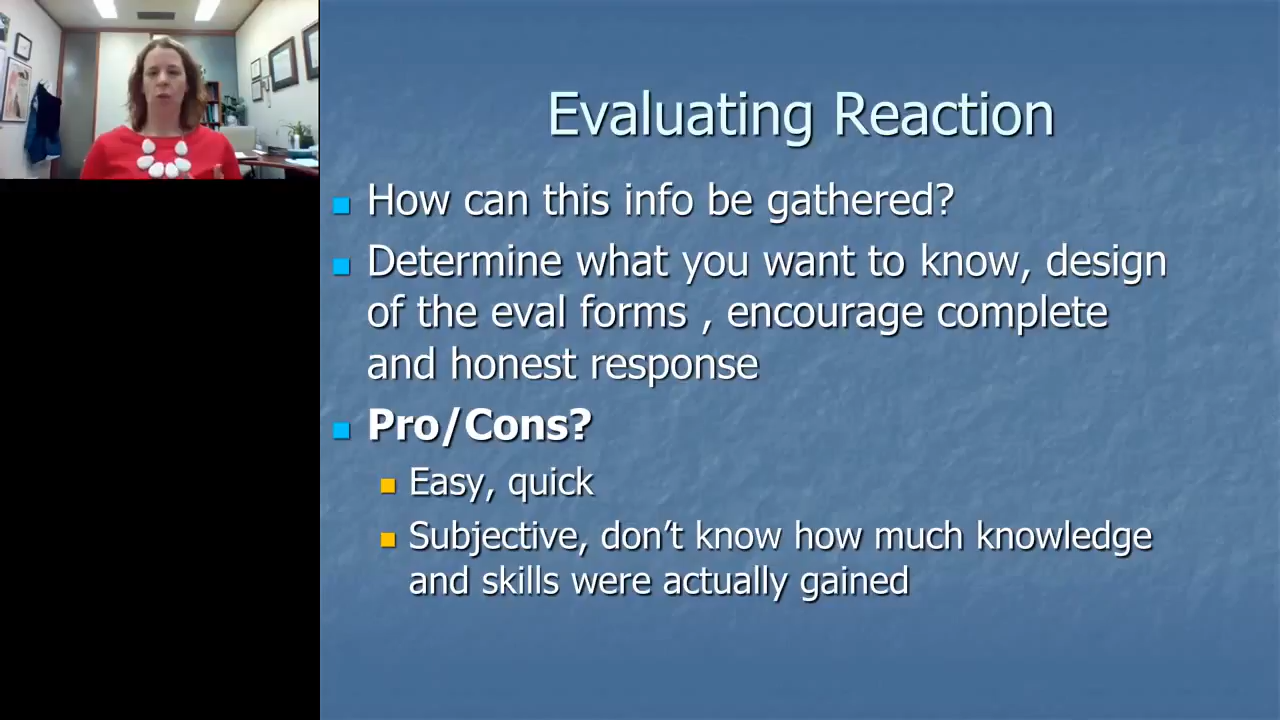 Evaluating Reaction
How can this info be gathered?
Determine what you want to know, design
of the eval forms , encourage complete
and honest response
Pro/Cons?
Easy, quick
Subjective, don’t know how much knowledge
and skills were actually gained